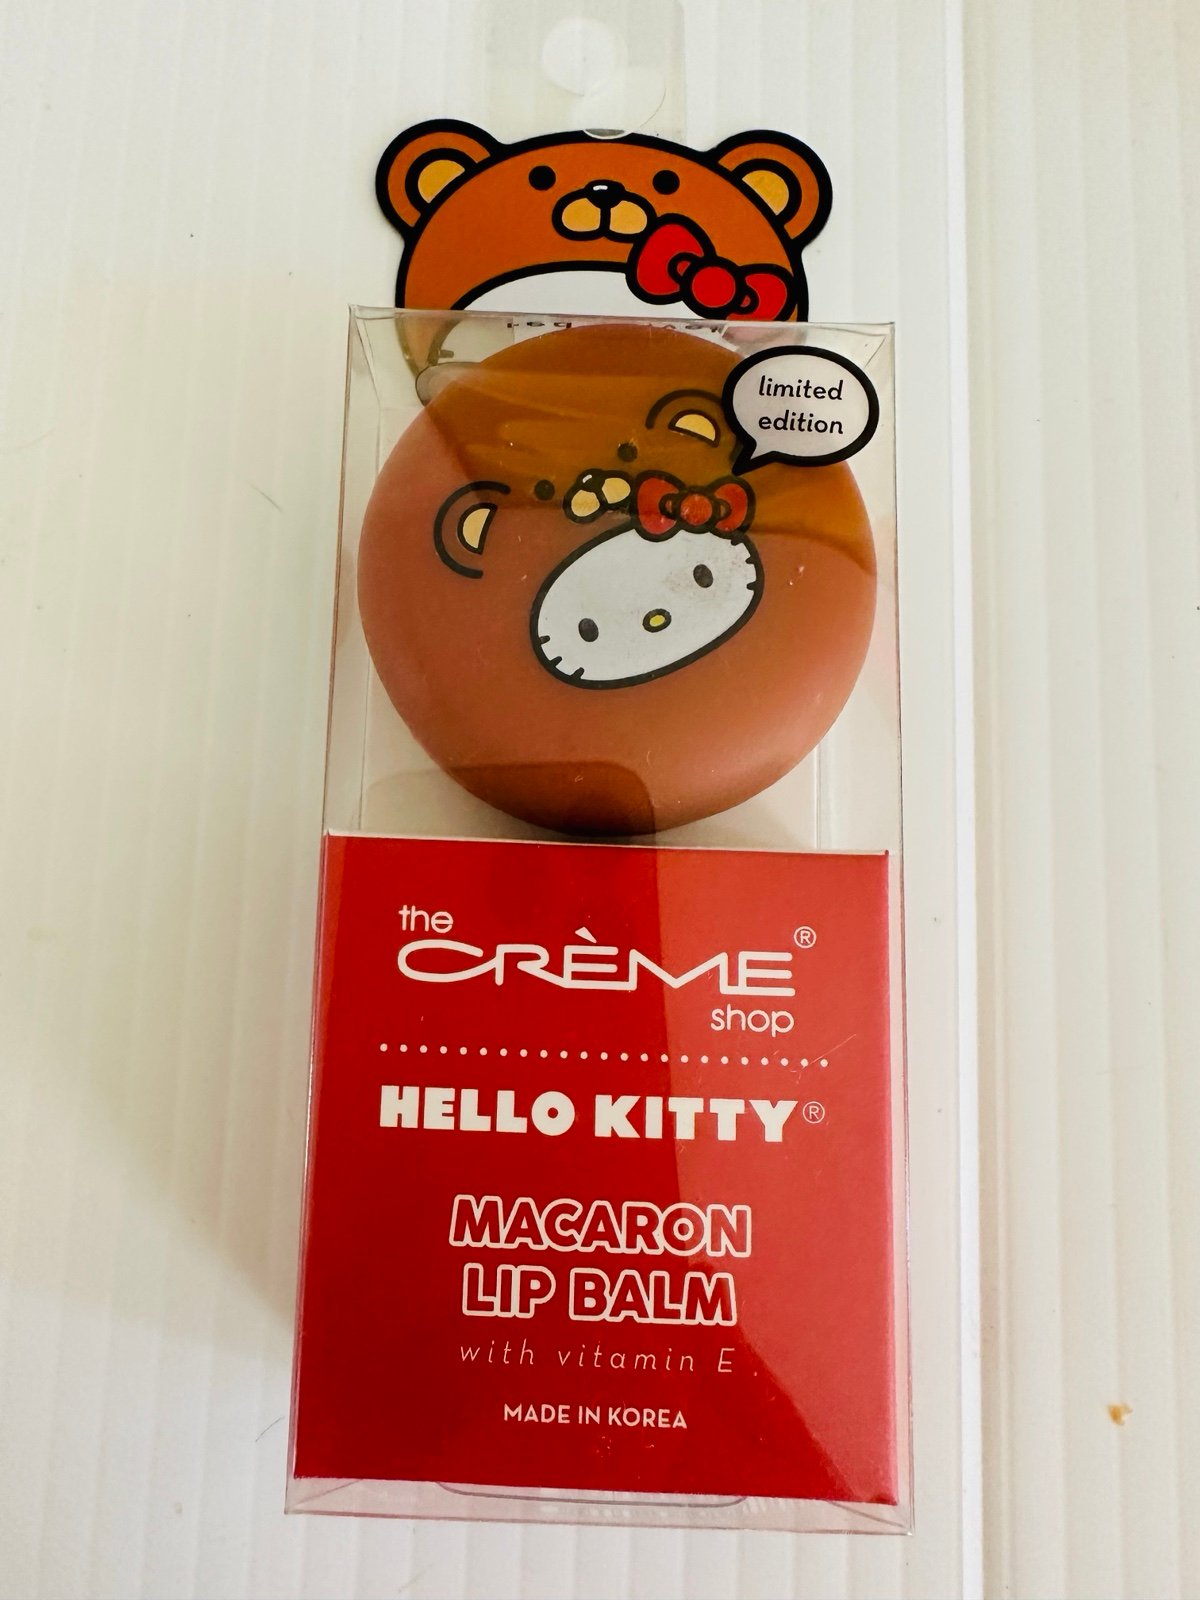 limited
edition
the
CRÈME®
shop
HELLO KITTY®
MACARON
LIP BALM
with vitamin E
MADE IN KOREA